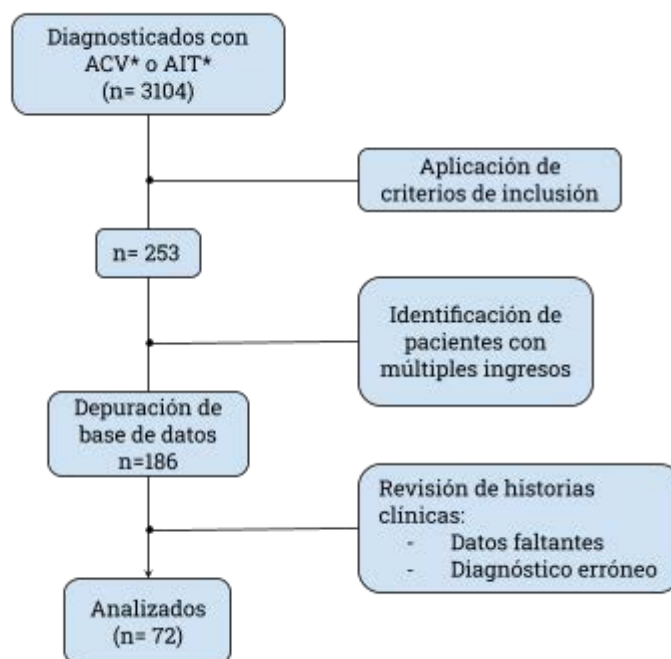 Diagnosticados con
ACV* o AIT*
(n= 3104)
Aplicación de
criterios de inclusión
n= 253
Identificación de
pacientes con
múltiples ingresos
Depuración de
base de datos
n=186
Revisión de historias
clínicas:
- Datos faltantes
- Diagnóstico erróneo
Analizados
(n= 72)